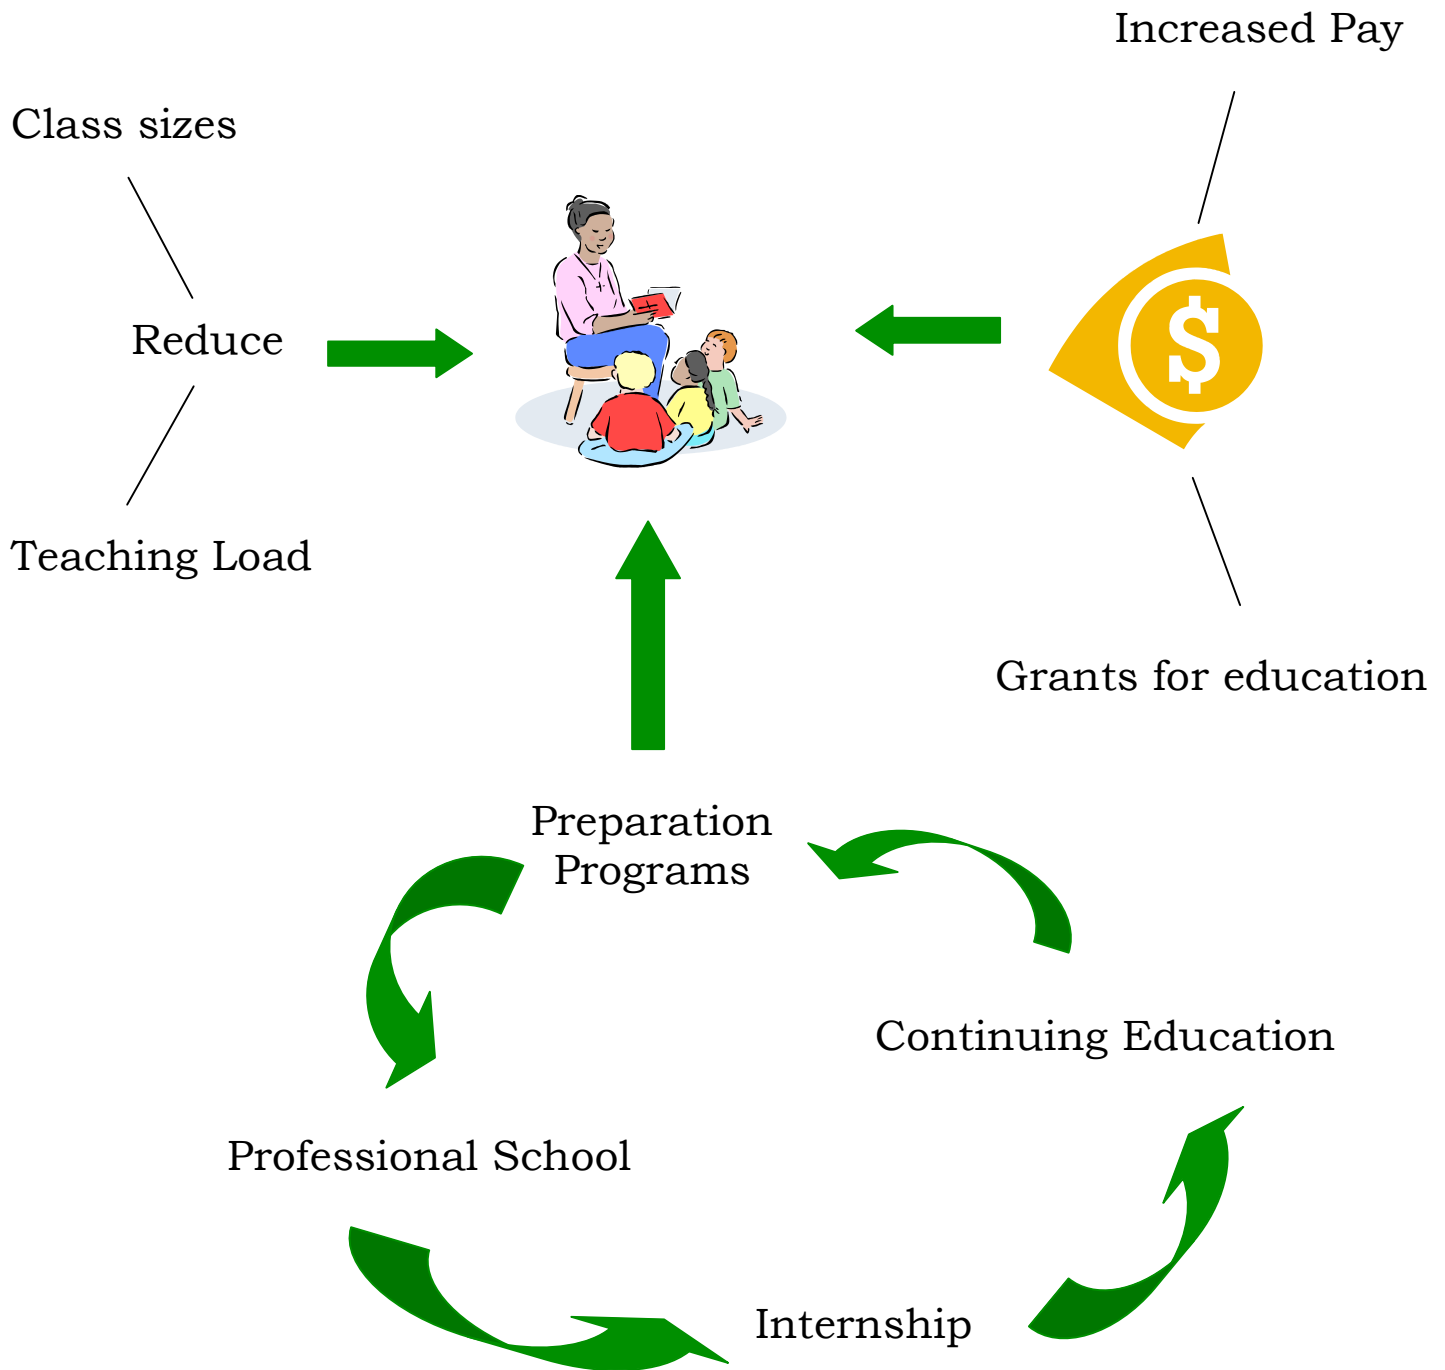 Increased Pay
Class sizes
Reduce
$
Teaching Load
Grants for education
Preparation
Programs
Continuing Education
Professional School
Internship